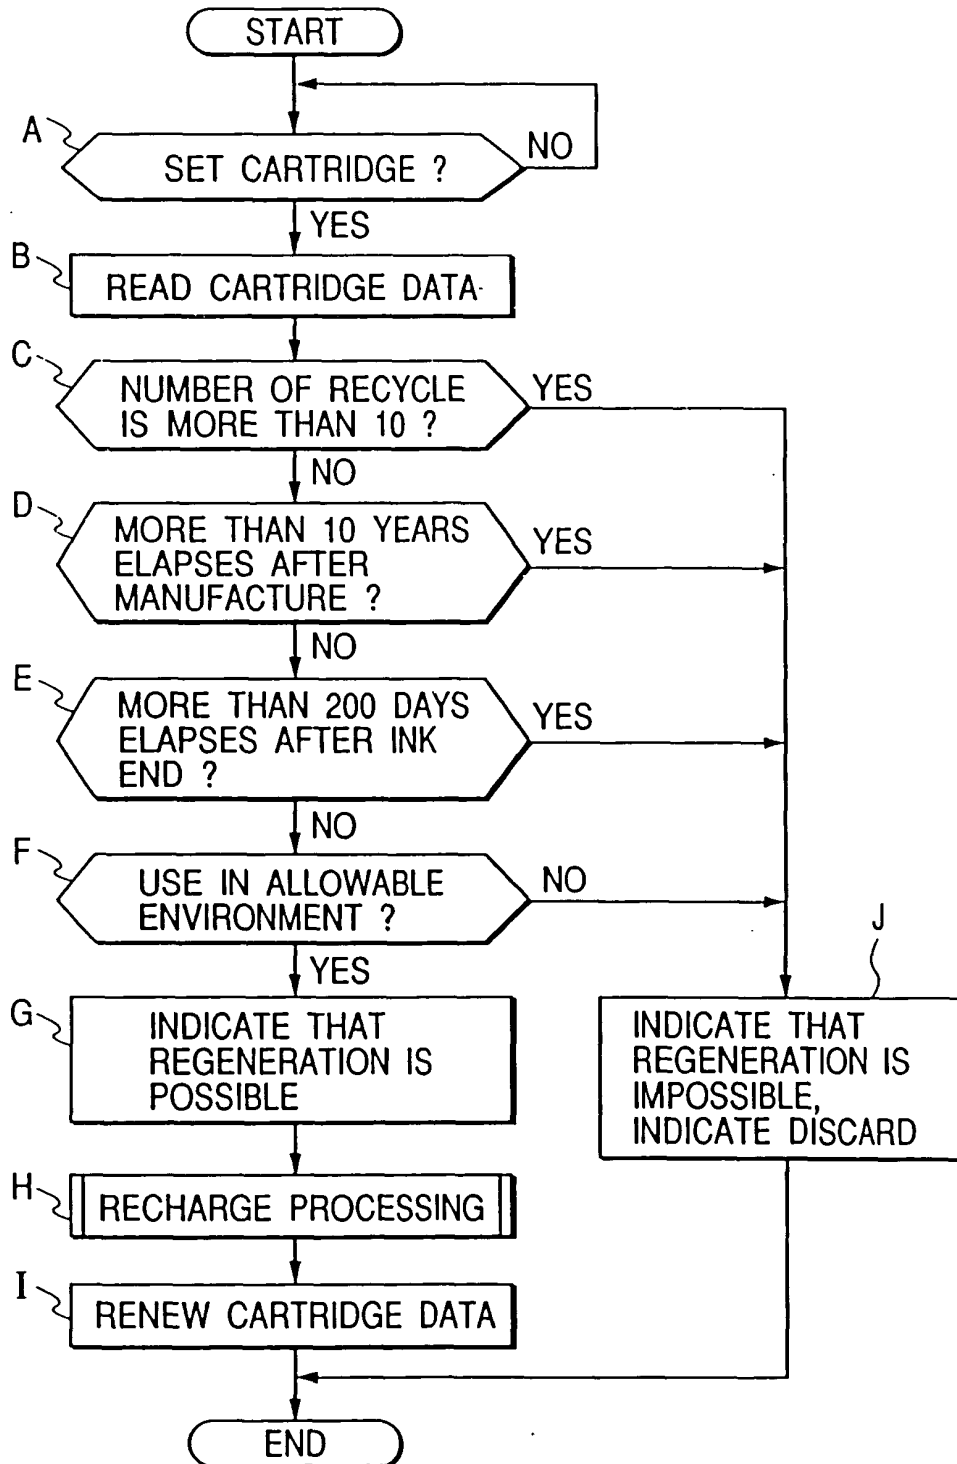 START
A
SET CARTRIDGE ?
NO
YES
B
READ CARTRIDGE DATA
C
NUMBER OF RECYCLE
IS MORE THAN 10 ?
YES
NO
D
MORE THAN 10 YEARS
ELAPSES AFTER
MANUFACTURE ?
YES
NO
E
MORE THAN 200 DAYS
ELAPSES AFTER INK
END ?
YES
NO
F
USE IN ALLOWABLE
ENVIRONMENT ?
NO
YES
G
INDICATE THAT
REGENERATION IS
POSSIBLE
J
INDICATE THAT
REGENERATION IS
IMPOSSIBLE,
INDICATE DISCARD
H
RECHARGE PROCESSING
I
RENEW CARTRIDGE DATA
END